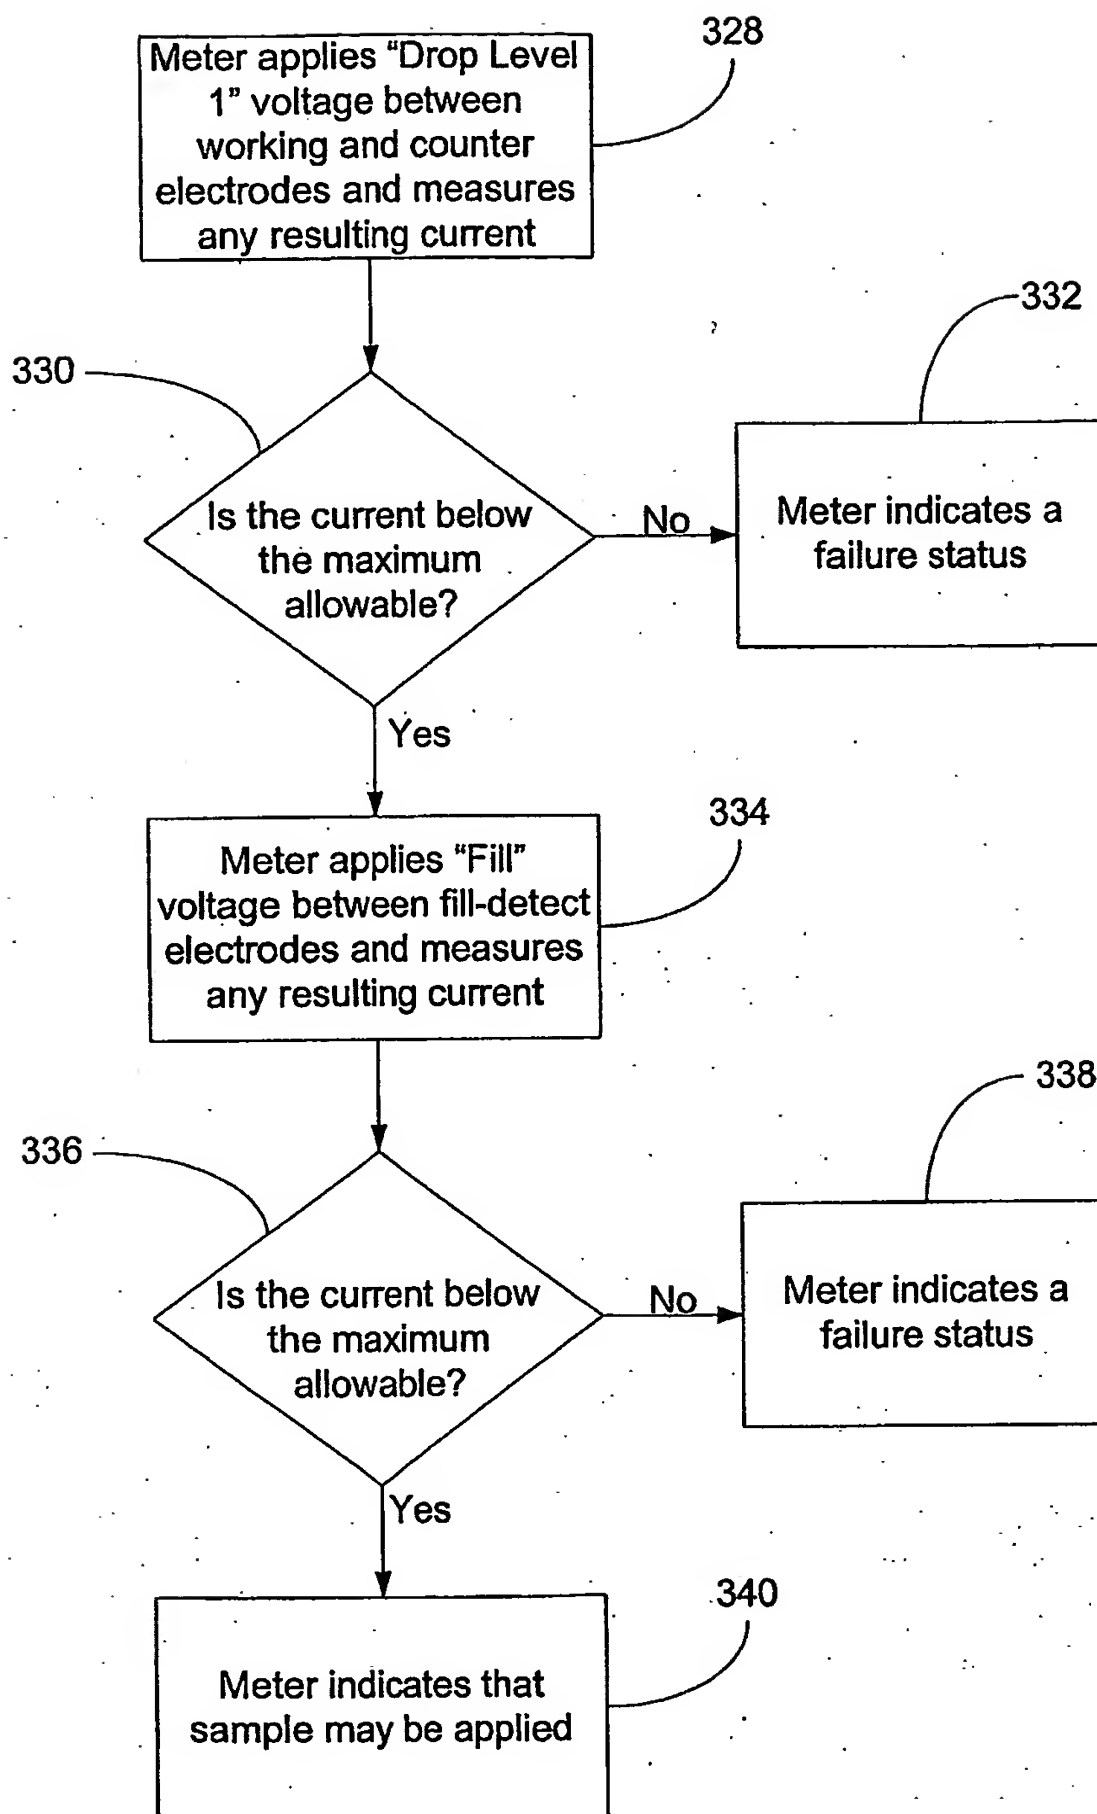 328
Meter applies “Drop Level
1” voltage between
working and counter
electrodes and measures
any resulting current
332
330
Is the current below
the maximum
allowable?
No
Meter indicates a
failure status
Yes
334
Meter applies “Fill”
voltage between fill-detect
electrodes and measures
any resulting current
338
336
Is the current below
the maximum
allowable?
No
Meter indicates a
failure status
Yes
340
Meter indicates that
sample may be applied